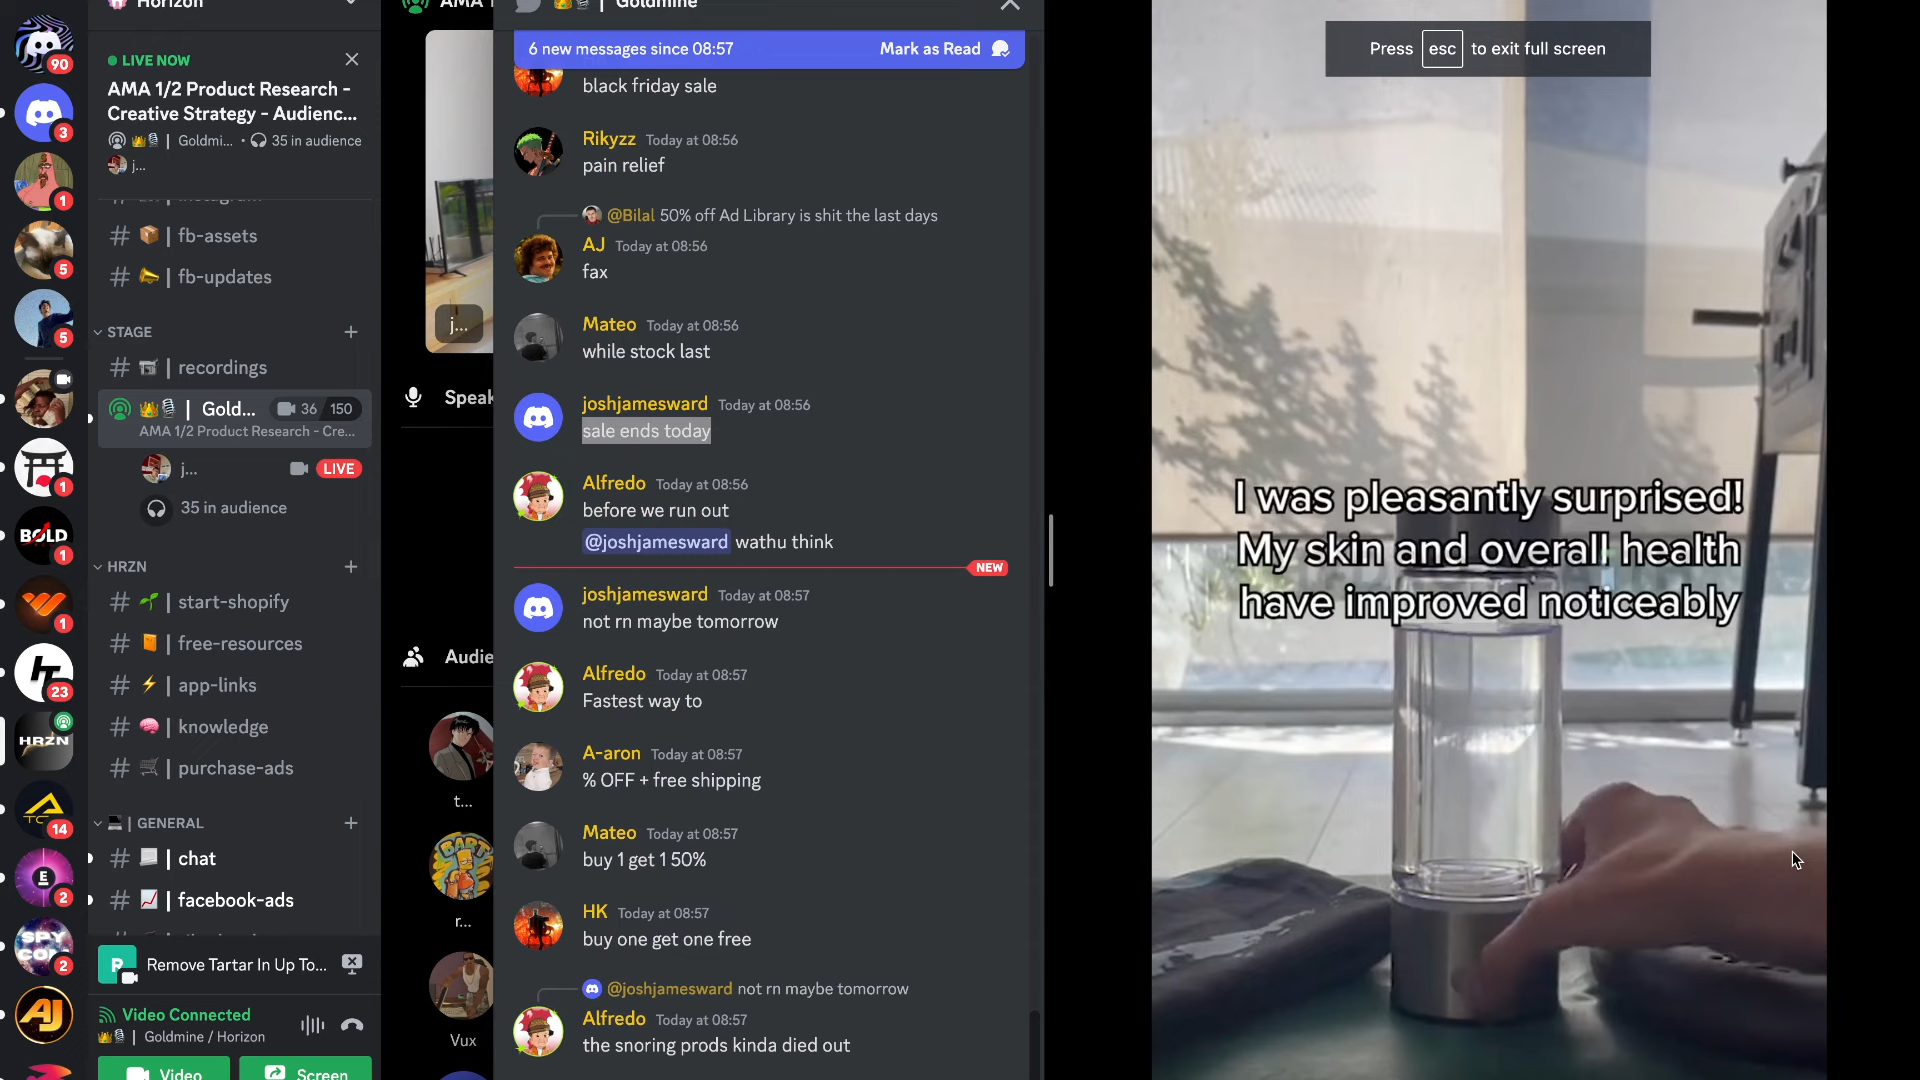 Horizon
LIVE NOW
AMA 1/2 Product Research -
Creative Strategy - Audienc...
| Goldmi... • 35 in audience
j...
# | fb-assets
# | fb-updates
STAGE
# | recordings
| Gold... 36 150
AMA 1/2 Product Research - Cre...
j... LIVE
35 in audience
HRZN
# | start-shopify
# | free-resources
# | app-links
# | knowledge
# | purchase-ads
| GENERAL
# | chat
# | facebook-ads
R Remove Tartar In Up To...
Video Connected
| Goldmine / Horizon
Video
Screen
90
3
1
5
5
1
BOLD
1
1
23
HRZN
TC
14
E
2
SPY
2
AJ
AMA 1
j...
Speak
Audie
t...
BART
r...
Vux
| Goldmine
6 new messages since 08:57 Mark as Read
black friday sale
Rikyzz Today at 08:56
pain relief
@Bilal 50% off Ad Library is shit the last days
AJ Today at 08:56
fax
Mateo Today at 08:56
while stock last
joshjamesward Today at 08:56
sale ends today
Alfredo Today at 08:56
before we run out
@joshjamesward wathu think
NEW
joshjamesward Today at 08:57
not rn maybe tomorrow
Alfredo Today at 08:57
Fastest way to
A-aron Today at 08:57
% OFF + free shipping
Mateo Today at 08:57
buy 1 get 1 50%
HK Today at 08:57
buy one get one free
@joshjamesward not rn maybe tomorrow
Alfredo Today at 08:57
the snoring prods kinda died out
Press esc to exit full screen
I was pleasantly surprised!
My skin and overall health
have improved noticeably